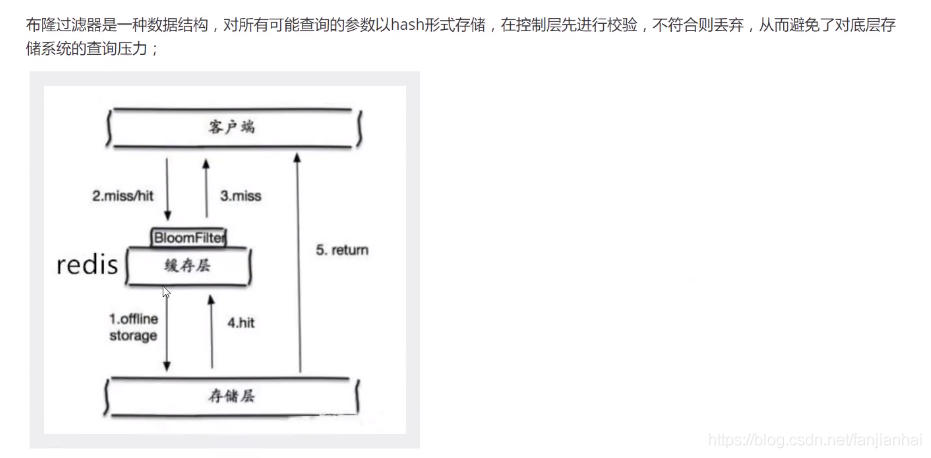 布隆过滤器是一种数据结构，对所有可能查询的参数以hash形式存储，在控制层先进行校验，不符合则丢弃，从而避免了对底层存
储系统的查询压力；
客户端
2.miss/hit
3.miss
BloomFilter
5. return
redis
缓存层
1.offline
storage
4.hit
存储层
https://blog.csdn.net/fanjianhai